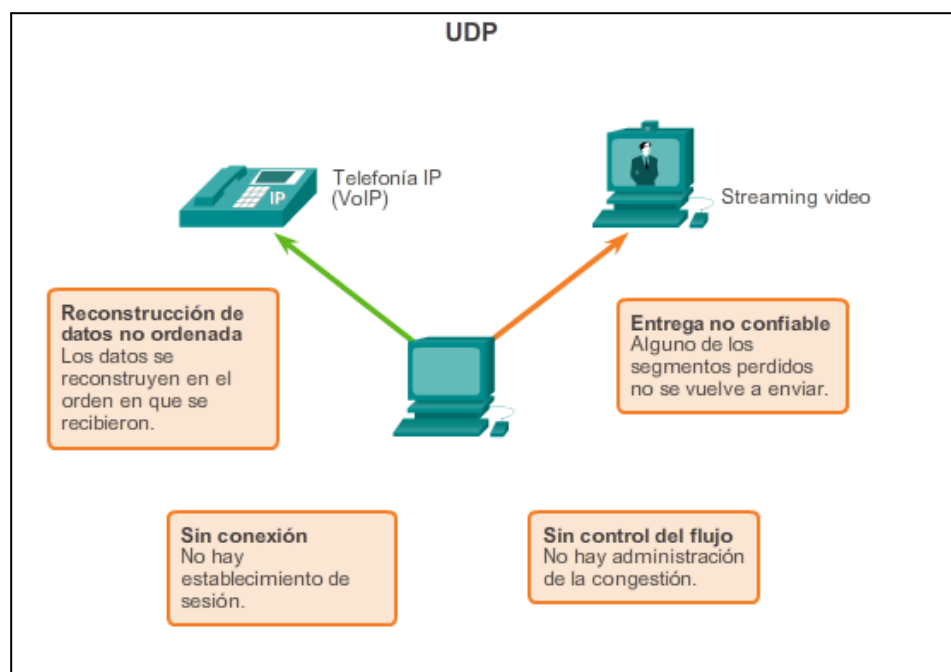 UDP
Telefonía IP
(VoIP)
IP
Streaming video
Reconstrucción de
datos no ordenada
Los datos se
reconstruyen en el
orden en que se
recibieron.
Entrega no confiable
Alguno de los
segmentos perdidos
no se vuelve a enviar.
Sin conexión
No hay
establecimiento de
sesión.
Sin control del flujo
No hay administración
de la congestión.